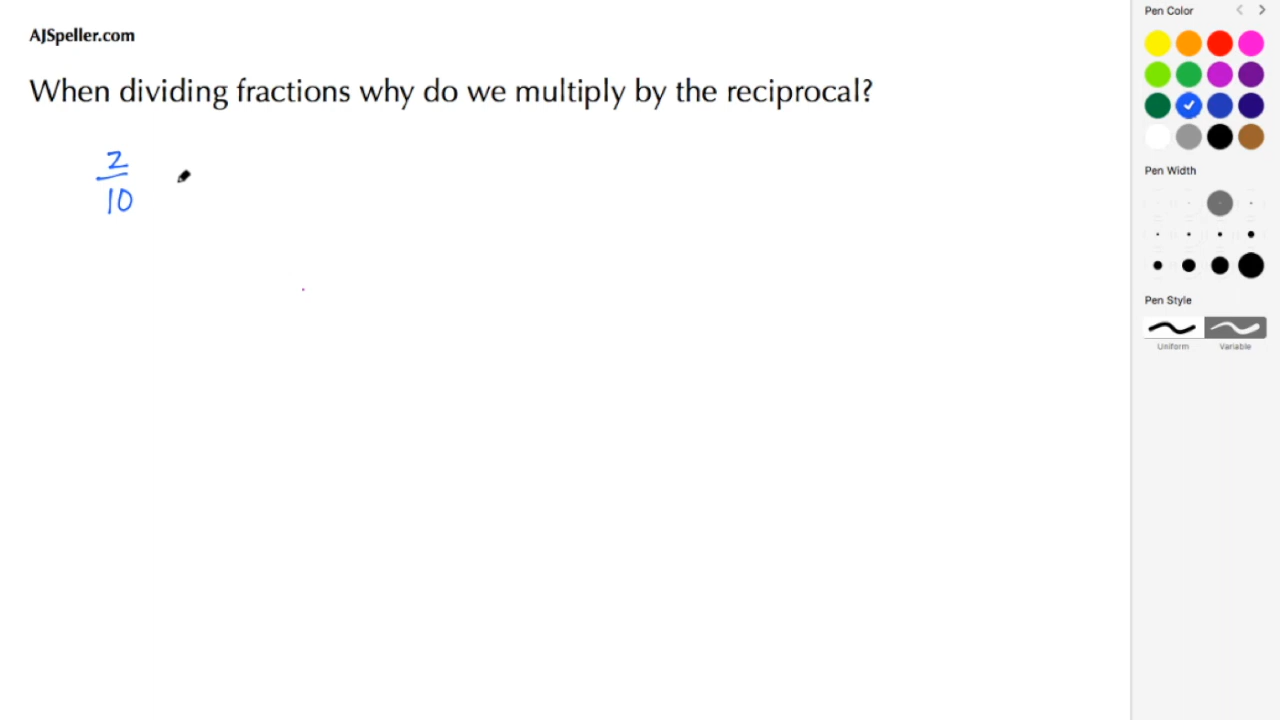 AJSpeller.com
When dividing fractions why do we multiply by the reciprocal?
2
10
Pen Color
Pen Width
Pen Style
Uniform Variable